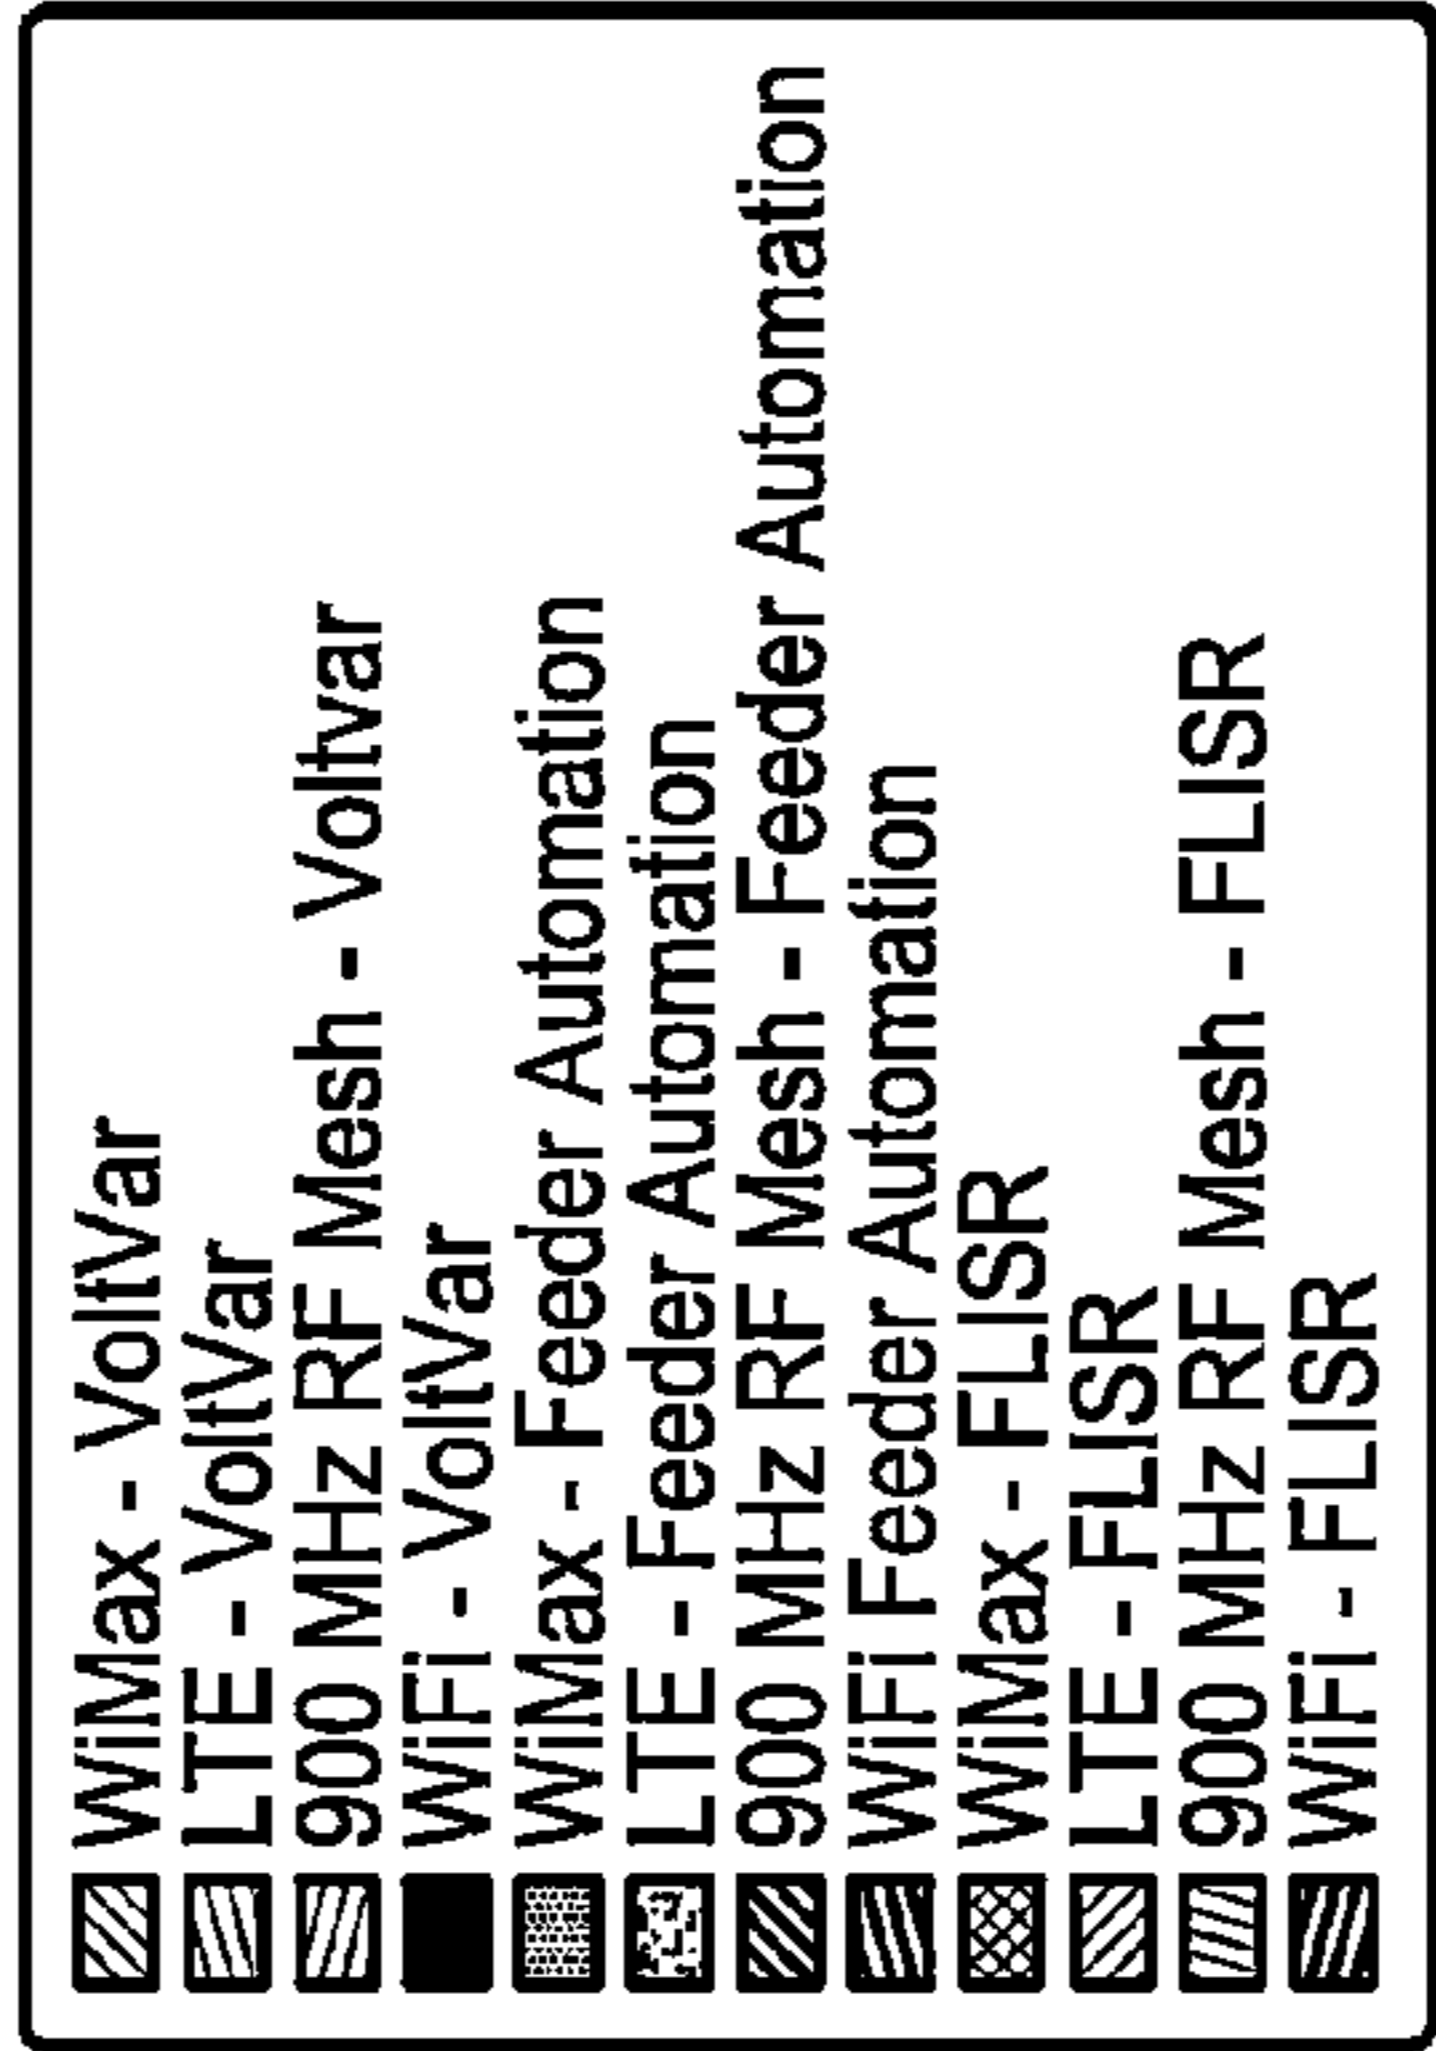 WiMax - VoltVar
LTE - VoltVar
900 MHz RF Mesh - Voltvar
WiFi - VoltVar
WiMax - Feeder Automation
LTE - Feeder Automation
900 MHz RF Mesh - Feeder Automation
WiFi Feeder Automation
WiMax - FLISR
LTE - FLISR
900 MHz RF Mesh - FLISR
WiFi - FLISR